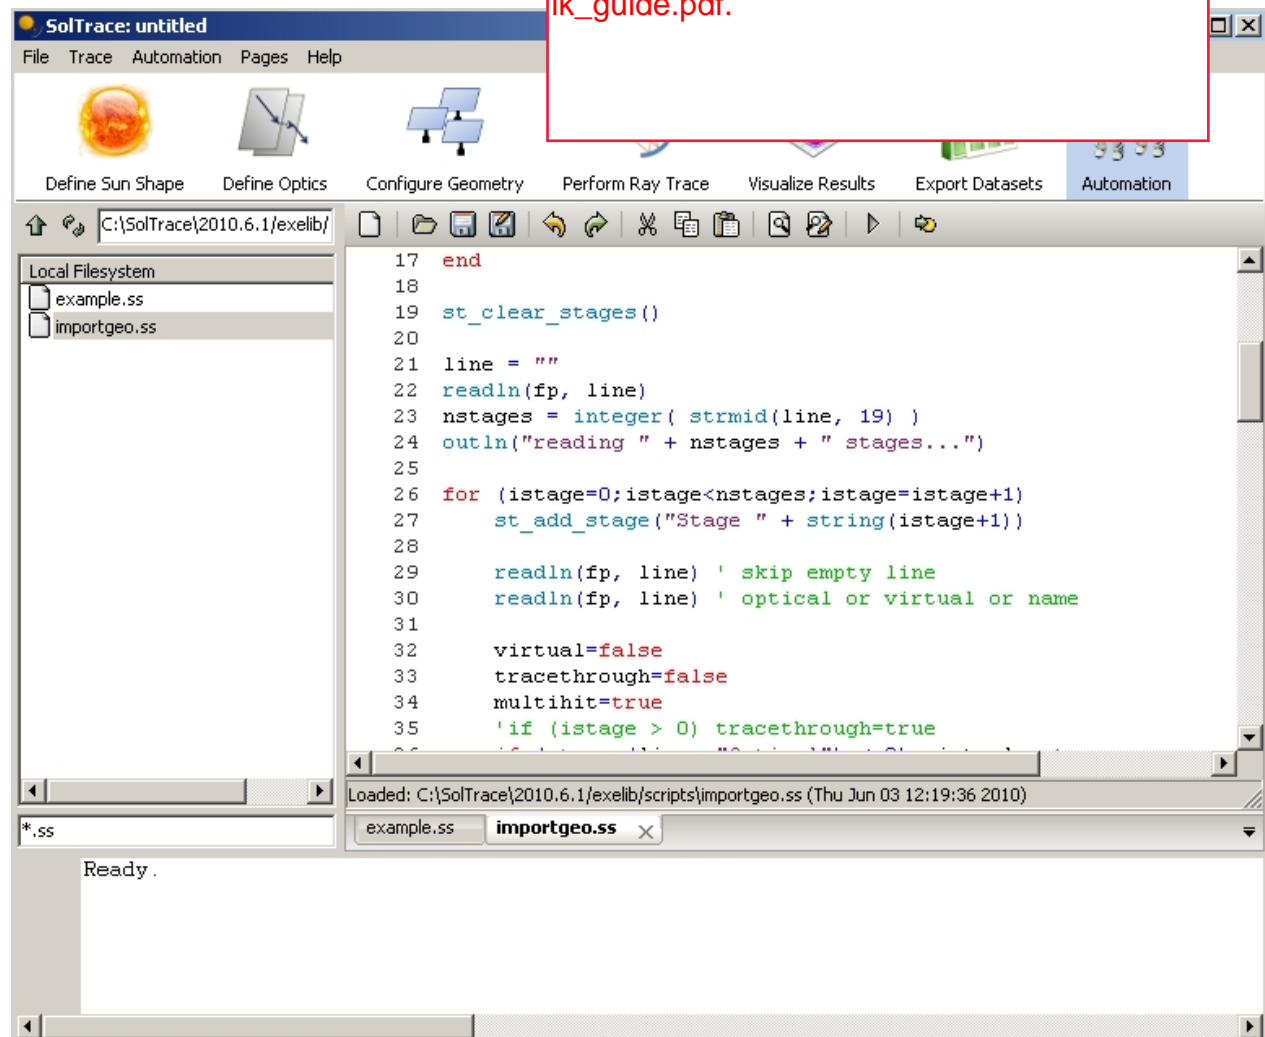 lk_guide.pdf.
SolTrace: untitled
File Trace Automation Pages Help
Define Sun Shape Define Optics Configure Geometry Perform Ray Trace Visualize Results Export Datasets Automation
C:\SolTrace\2010.6.1/exelib/
Local Filesystem
example.ss
importgeo.ss
17 end
18
19 st_clear_stages()
20
21 line = ""
22 readln(fp, line)
23 nstages = integer( strmid(line, 19) )
24 outln("reading " + nstages + " stages...")
25
26 for (istage=0;istage<nstages;istage=istage+1)
27 st_add_stage("Stage " + string(istage+1))
28
29 readln(fp, line) ' skip empty line
30 readln(fp, line) ' optical or virtual or name
31
32 virtual=false
33 tracethrough=false
34 multihit=true
35 'if (istage > 0) tracethrough=true
Loaded: C:\SolTrace\2010.6.1/exelib/scripts\importgeo.ss (Thu Jun 03 12:19:36 2010)
*.ss
example.ss importgeo.ss
Ready.